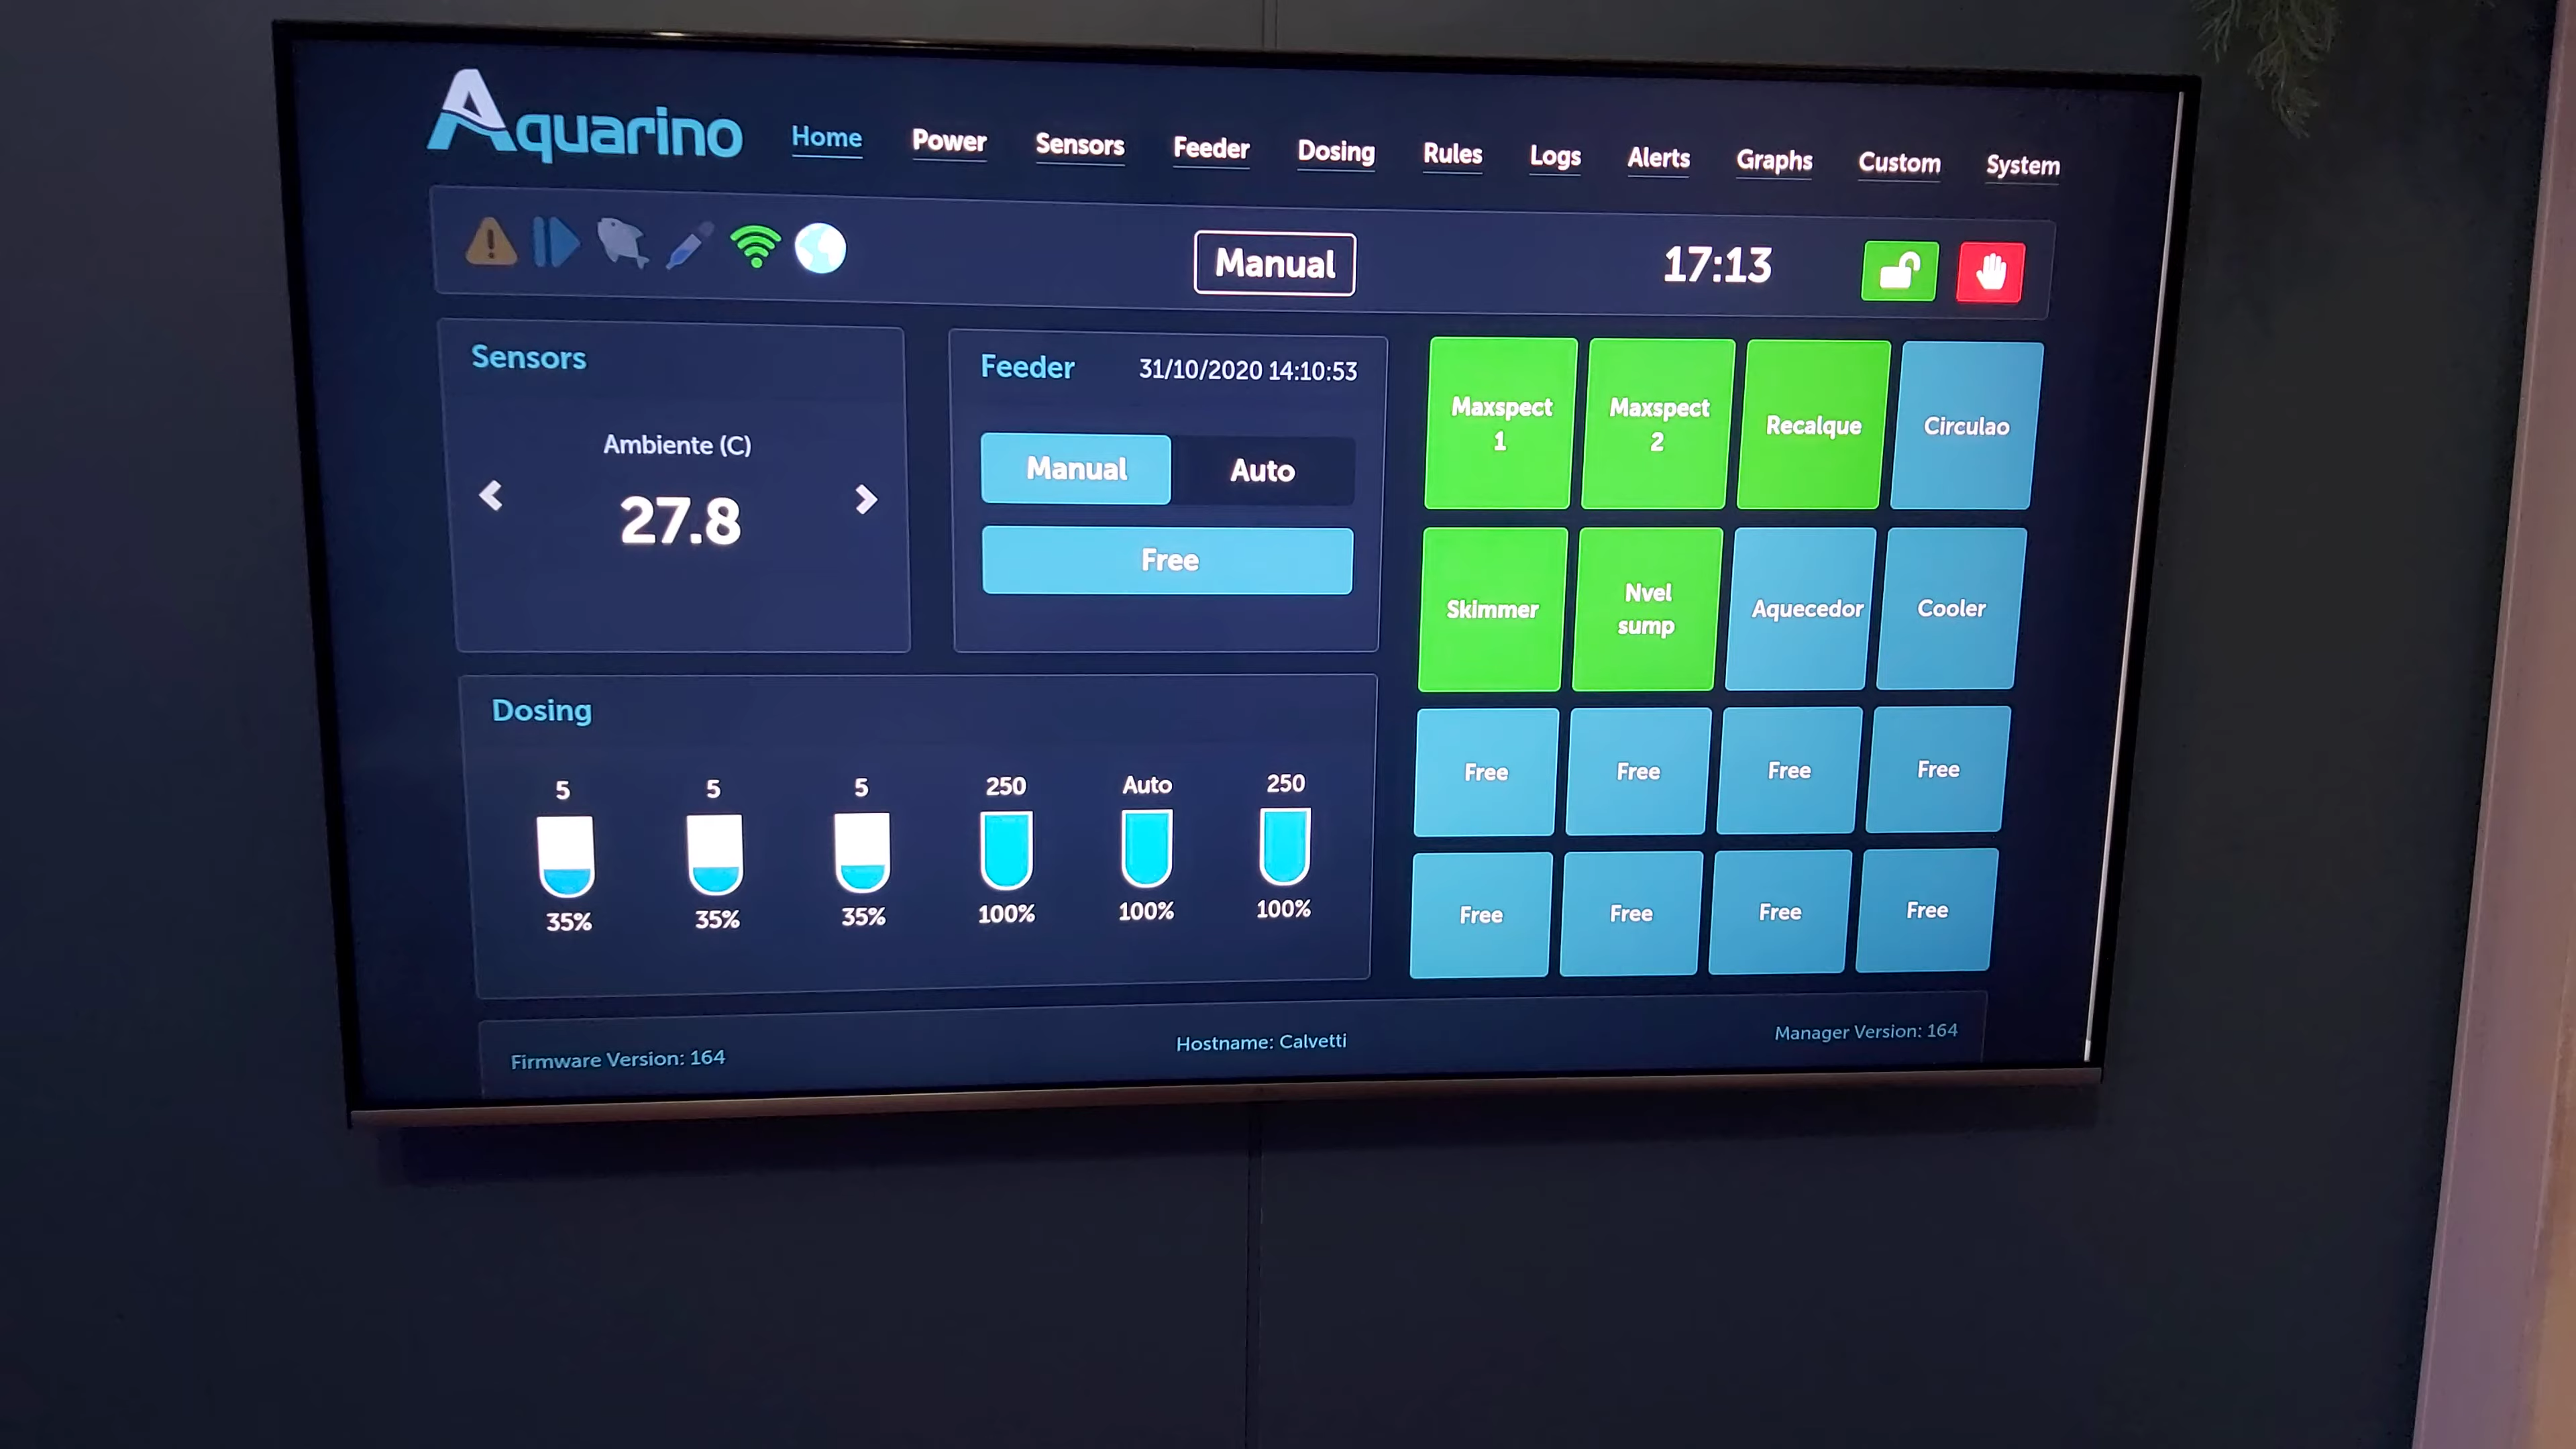 Aquarino
Home Power Sensors Feeder Dosing Rules Logs Alerts Graphs Custom System
Manual 17:13
Sensors
Ambiente (C)
27.8
Feeder 31/10/2020 14:10:53
Manual Auto
Free
Dosing
5 5 5 250 Auto 250
35% 35% 35% 100% 100% 100%
Maxspect
1
Maxspect
2
Recalque
Circulao
Skimmer
Nvel
sump
Aquecedor
Cooler
Free Free Free Free
Free Free Free Free
Firmware Version: 164 Hostname: Calvetti Manager Version: 164